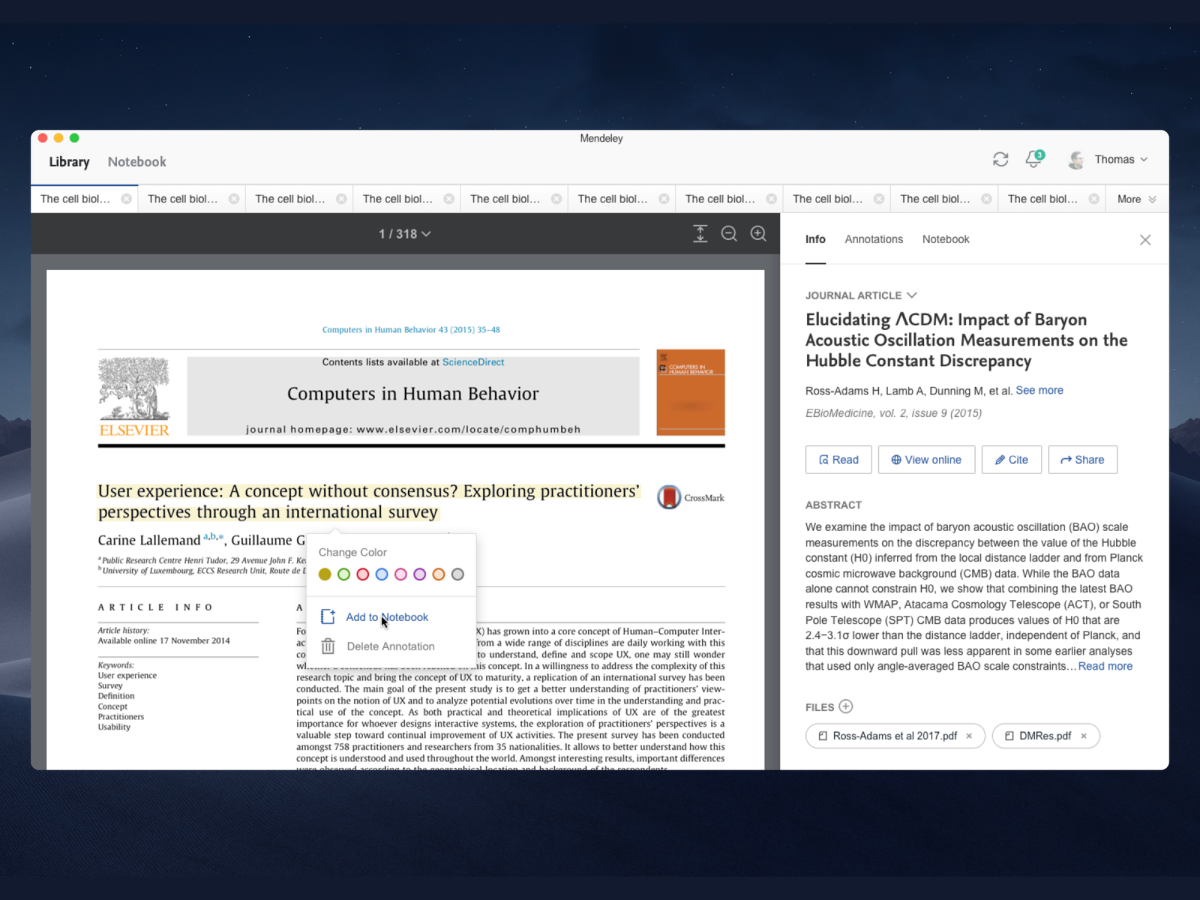 Mendeley
Library Notebook
3
Thomas
The cell biol... The cell biol... The cell biol... The cell biol... The cell biol... The cell biol... The cell biol... The cell biol... The cell biol... The cell biol... More
1 / 318
Computers in Human Behavior 43 (2015) 35–48
Contents lists available at ScienceDirect
Computers in Human Behavior
journal homepage: www.elsevier.com/locate/comphumbeh
ELSEVIER
COMPUTERS IN
HUMAN BEHAVIOR
User experience: A concept without consensus? Exploring practitioners'
perspectives through an international survey
CrossMark
Carine Lallemand a,b,*, Guillaume G
a Public Research Centre Henri Tudor, 29 Avenue John F. Ke
b University of Luxembourg, ECCS Research Unit, Route de
Change Color
Add to Notebook
Delete Annotation
ARTICLE INFO
Article history:
Available online 17 November 2014
Keywords:
User experience
Survey
Definition
Concept
Practitioners
Usability
A
X) has grown into a core concept of Human–Computer Inter-
from a wide range of disciplines are daily working with this
to understand, define and scope UX, one may still wonder
this concept. In a willingness to address the complexity of this
research topic and bring the concept of UX to maturity, a replication of an international survey has been
conducted. The main goal of the present study is to get a better understanding of practitioners' view-
points on the notion of UX and to analyze potential evolutions over time in the understanding and prac-
tical use of the concept. As both practical and theoretical implications of UX are of the greatest
importance for whoever designs interactive systems, the exploration of practitioners' perspectives is a
valuable step toward continual improvement of UX activities. The present survey has been conducted
amongst 758 practitioners and researchers from 35 nationalities. It allows to better understand how this
concept is understood and used throughout the world. Amongst interesting results, important differences
were observed according to the geographical location and background of the respondents.
Info Annotations Notebook
JOURNAL ARTICLE
Elucidating ΛCDM: Impact of Baryon
Acoustic Oscillation Measurements on the
Hubble Constant Discrepancy
Ross-Adams H, Lamb A, Dunning M, et al. See more
EBioMedicine, vol. 2, issue 9 (2015)
Read View online Cite Share
ABSTRACT
We examine the impact of baryon acoustic oscillation (BAO) scale
measurements on the discrepancy between the value of the Hubble
constant (H0) inferred from the local distance ladder and from Planck
cosmic microwave background (CMB) data. While the BAO data
alone cannot constrain H0, we show that combining the latest BAO
results with WMAP, Atacama Cosmology Telescope (ACT), or South
Pole Telescope (SPT) CMB data produces values of H0 that are
2.4−3.1σ lower than the distance ladder, independent of Planck, and
that this downward pull was less apparent in some earlier analyses
that used only angle-averaged BAO scale constraints... Read more
FILES
Ross-Adams et al 2017.pdf × DMRes.pdf ×